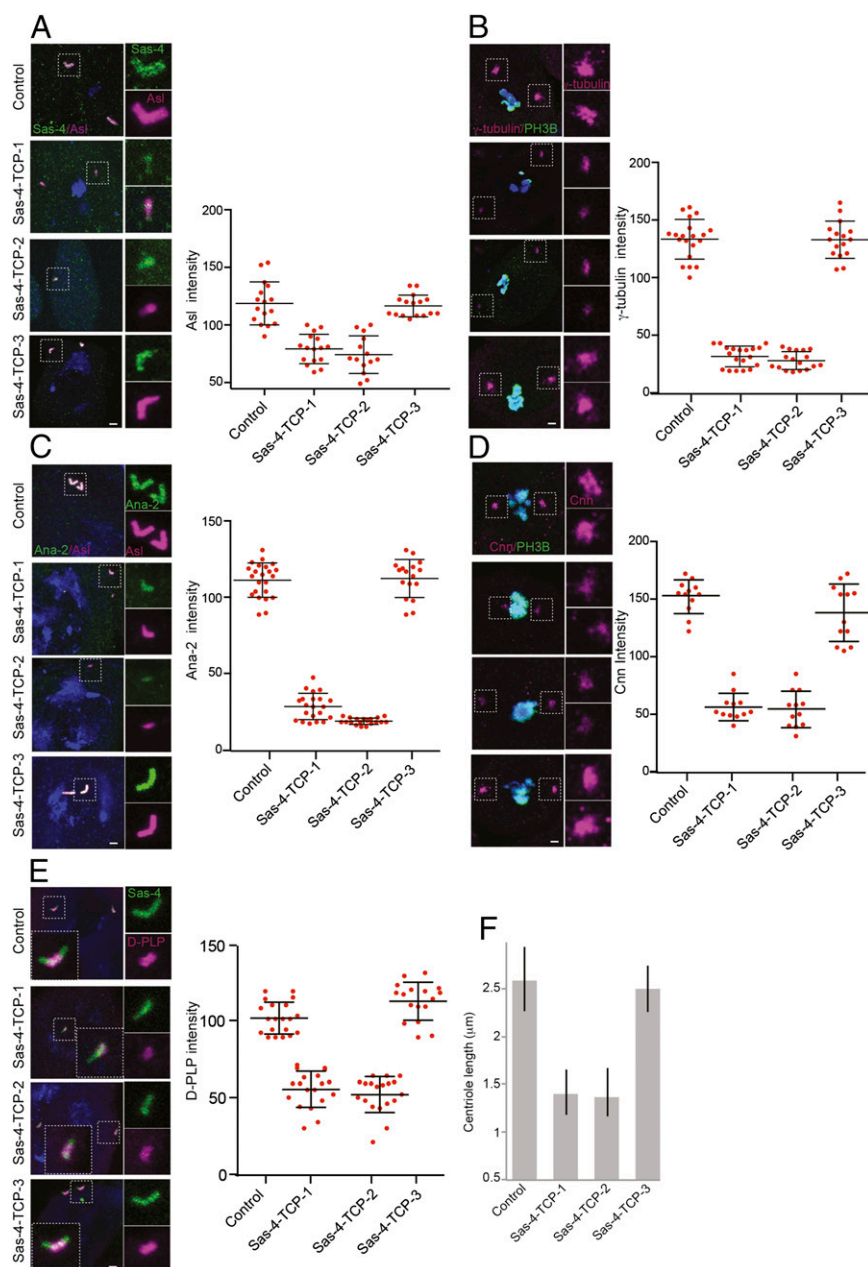 A
Control
Sas-4-TCP-1
Sas-4-TCP-2
Sas-4-TCP-3
Sas-4/Asl
Sas-4
Asl
Asl intensity
200
150
100
50
Control
Sas-4-TCP-1
Sas-4-TCP-2
Sas-4-TCP-3
B
γ-tubulin/PH3B
γ-tubulin
γ-tubulin intensity
200
150
100
50
0
Control
Sas-4-TCP-1
Sas-4-TCP-2
Sas-4-TCP-3
C
Control
Sas-4-TCP-1
Sas-4-TCP-2
Sas-4-TCP-3
Ana-2/Asl
Ana-2
Asl
Ana-2 intensity
150
100
50
0
Control
Sas-4-TCP-1
Sas-4-TCP-2
Sas-4-TCP-3
D
Cnn/PH3B
Cnn
Cnn Intensity
200
150
100
50
0
Control
Sas-4-TCP-1
Sas-4-TCP-2
Sas-4-TCP-3
E
Control
Sas-4-TCP-1
Sas-4-TCP-2
Sas-4-TCP-3
Sas-4
D-PLP
D-PLP intensity
150
100
50
0
Control
Sas-4-TCP-1
Sas-4-TCP-2
Sas-4-TCP-3
F
Centriole length (μm)
2.5
2
1.5
1
0.5
Control
Sas-4-TCP-1
Sas-4-TCP-2
Sas-4-TCP-3